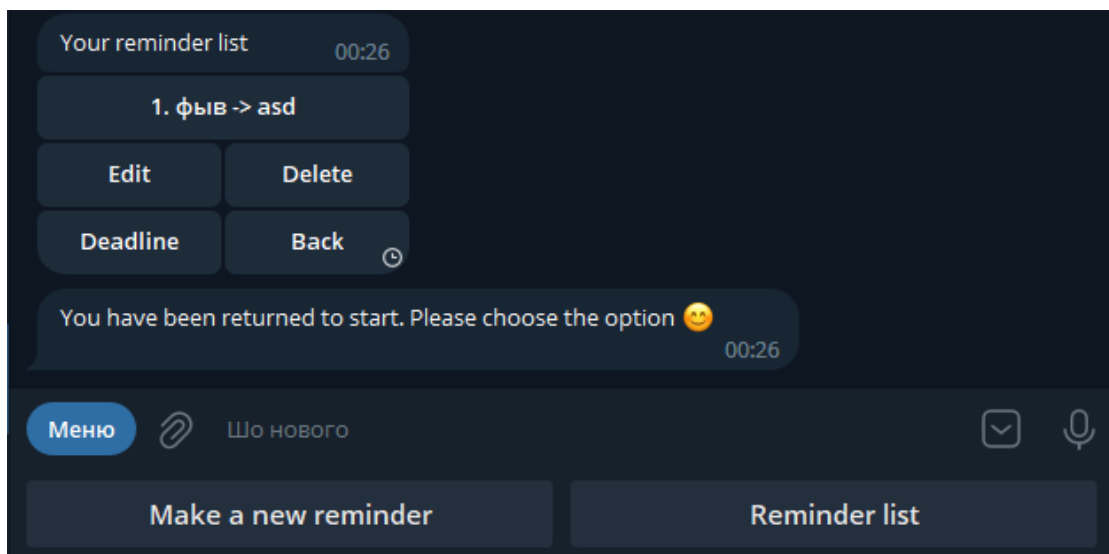 Your reminder list
00:26
1. фыв -> asd
Edit Delete
Deadline Back
You have been returned to start. Please choose the option 😊
00:26
Меню Шо нового
Make a new reminder Reminder list